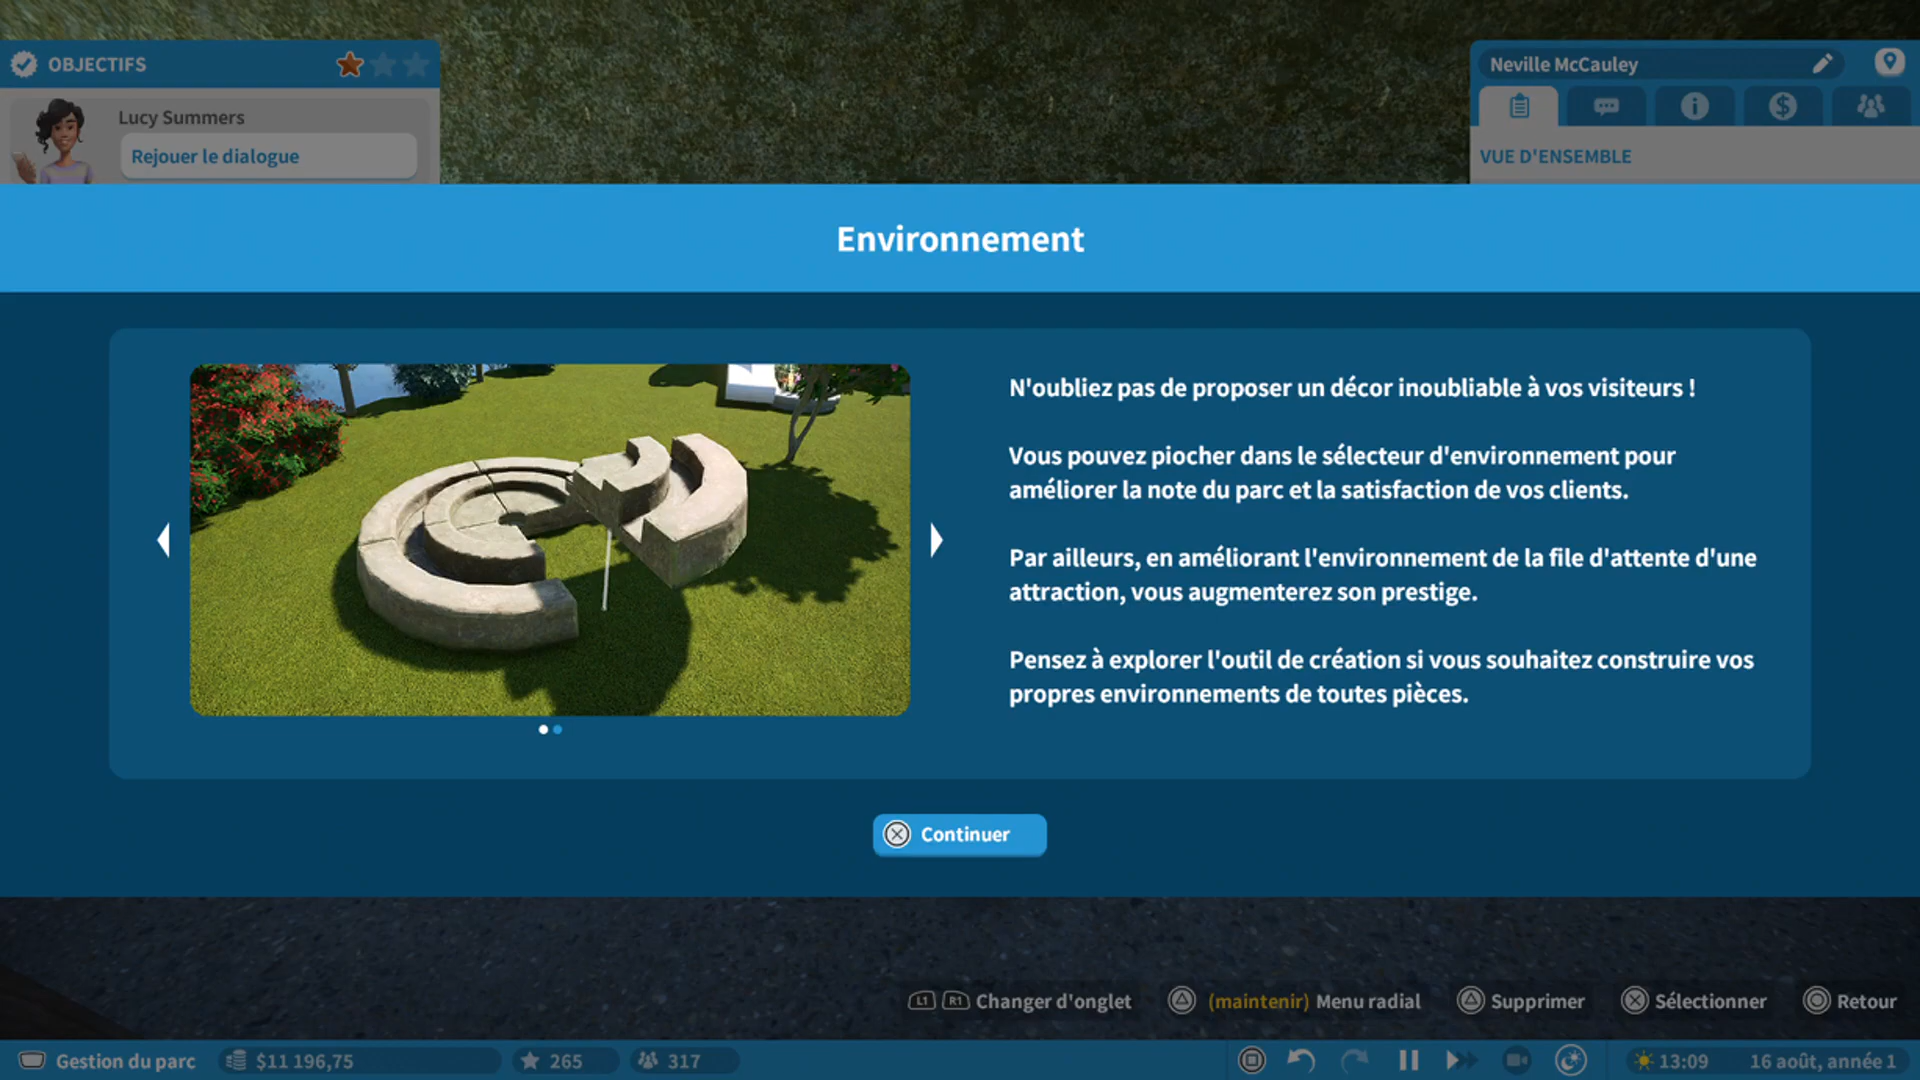 OBJECTIFS
Lucy Summers
Rejouer le dialogue
Neville McCauley
VUE D'ENSEMBLE
Environnement
N'oubliez pas de proposer un décor inoubliable à vos visiteurs !
Vous pouvez piocher dans le sélecteur d'environnement pour
améliorer la note du parc et la satisfaction de vos clients.
Par ailleurs, en améliorant l'environnement de la file d'attente d'une
attraction, vous augmenterez son prestige.
Pensez à explorer l'outil de création si vous souhaitez construire vos
propres environnements de toutes pièces.
Continuer
L1 R1 Changer d'onglet (maintenir) Menu radial Supprimer Sélectionner Retour
Gestion du parc $11 196,75 265 317 13:09 16 août, année 1